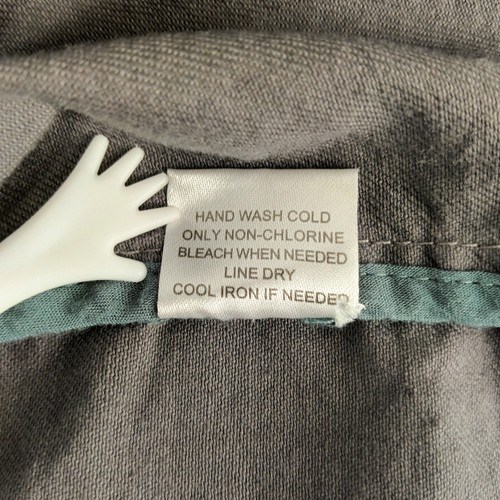 HAND WASH COLD
ONLY NON-CHLORINE
BLEACH WHEN NEEDED
LINE DRY
COOL IRON IF NEEDED